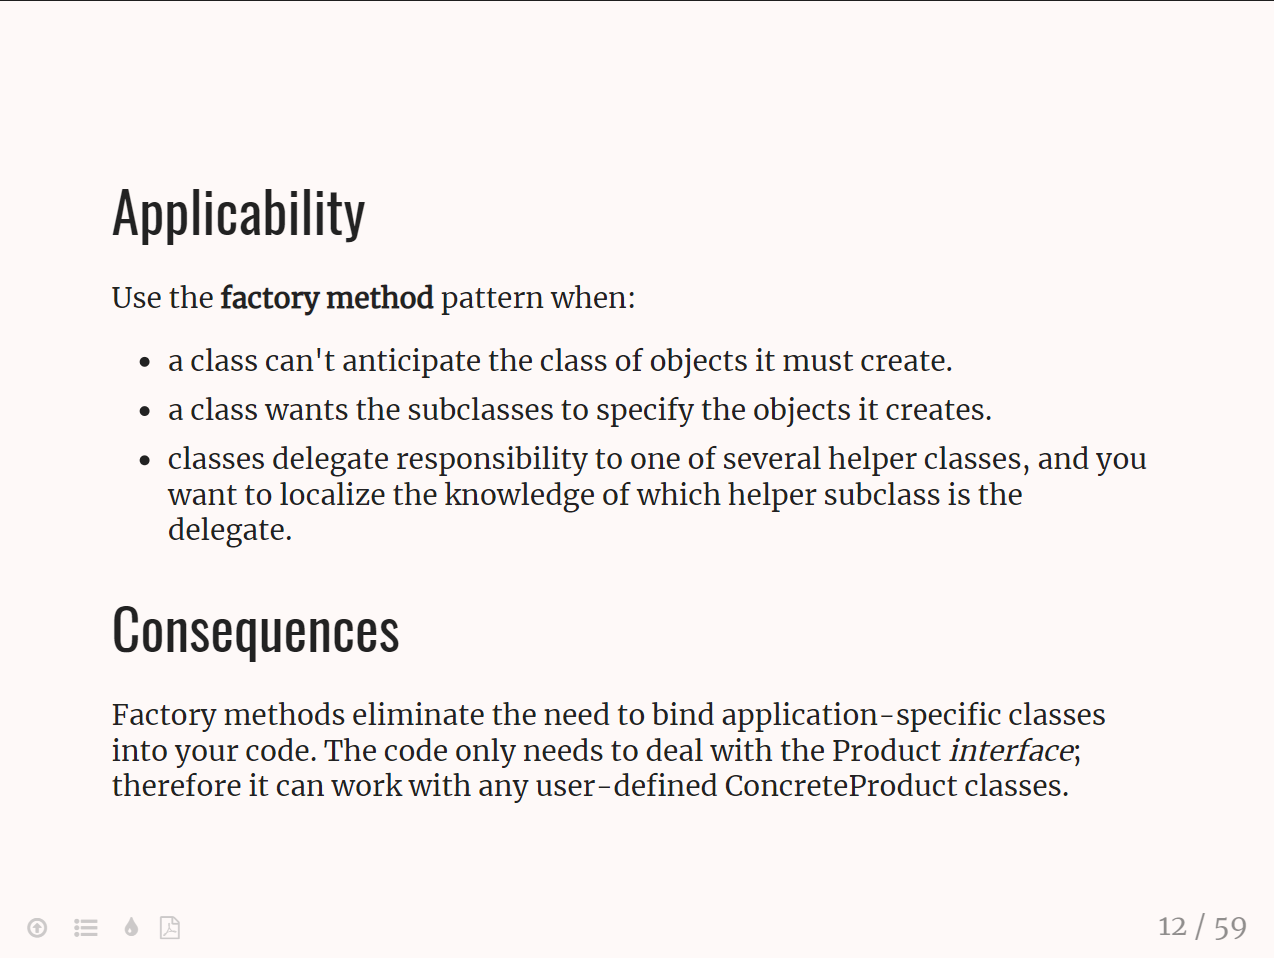 Applicability
Use the factory method pattern when:
• a class can't anticipate the class of objects it must create.
• a class wants the subclasses to specify the objects it creates.
• classes delegate responsibility to one of several helper classes, and you
want to localize the knowledge of which helper subclass is the
delegate.
Consequences
Factory methods eliminate the need to bind application-specific classes
into your code. The code only needs to deal with the Product interface;
therefore it can work with any user-defined ConcreteProduct classes.
12 / 59